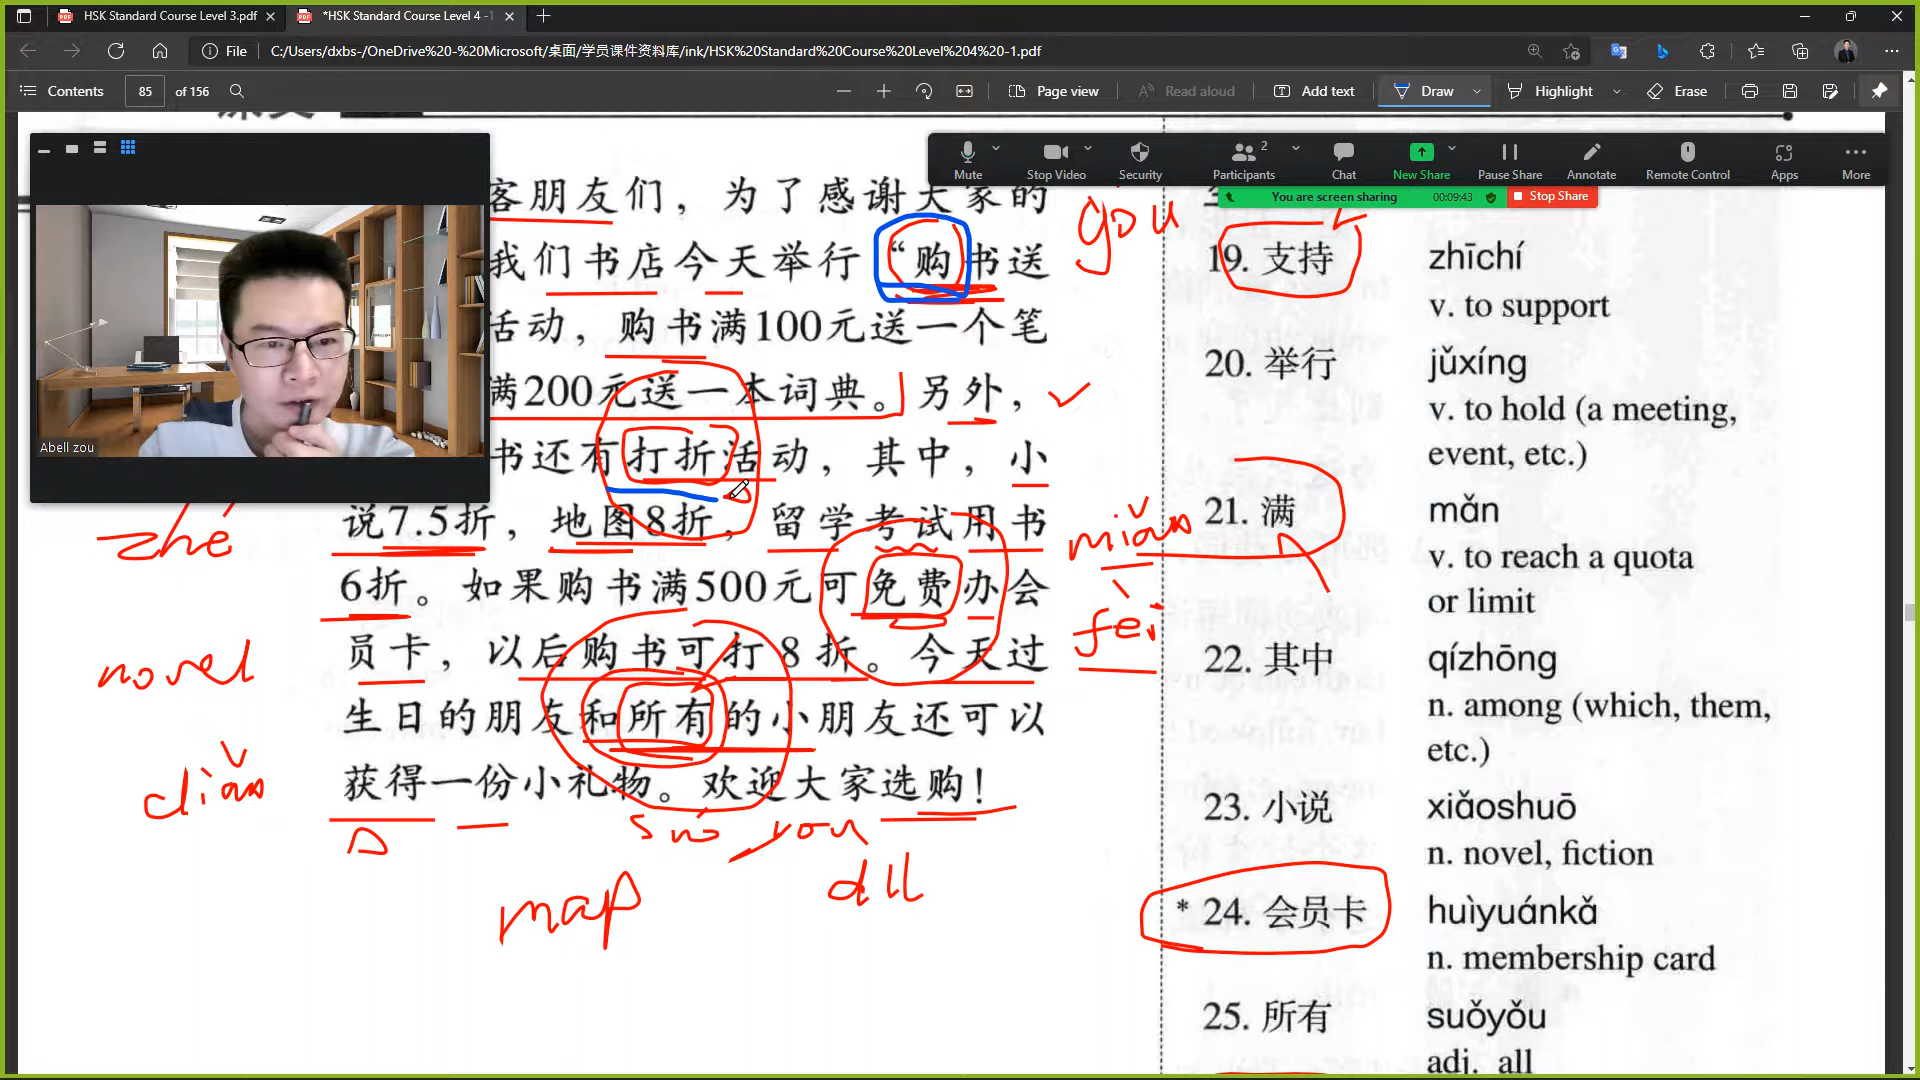 HSK Standard Course Level 3.pdf
*HSK Standard Course Level 4 -1
File
C:/Users/dxbs-/OneDrive%20-%20Microsoft/桌面/学员课件资料库/ink/HSK%20Standard%20Course%20Level%204%20-1.pdf
Contents
85
of 156
Page view
Read aloud
Add text
Draw
Highlight
Erase
Mute
Stop Video
Security
Participants
2
Chat
New Share
Pause Share
Annotate
Remote Control
Apps
More
You are screen sharing
00:09:43
Stop Share
Abell zou
客朋友们，为了感谢大家的
我们书店今天举行“购书送
活动，购书满100元送一个笔
满200元送一本词典。另外，
书还有打折活动，其中，小
说7.5折，地图8折，留学考试用书
6折。如果购书满500元可免费办会
员卡，以后购书可打8折。今天过
生日的朋友和所有的小朋友还可以
获得一份小礼物。欢迎大家选购！
gòu
zhé
novel
diǎn
miǎn
fèi
suǒ
you
all
map
19. 支持
zhīchí
v. to support
20. 举行
jǔxíng
v. to hold (a meeting,
event, etc.)
21. 满
mǎn
v. to reach a quota
or limit
22. 其中
qízhōng
n. among (which, them,
etc.)
23. 小说
xiǎoshuō
n. novel, fiction
* 24. 会员卡
huìyuánkǎ
n. membership card
25. 所有
suǒyǒu
adj. all